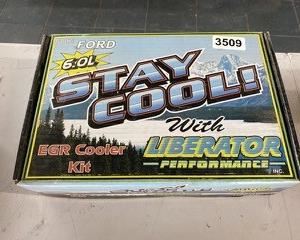 FORD
6.0L
3509
STAY
COOL!
With
EGR Cooler
Kit
LIBERATOR
PERFORMANCE
INC.